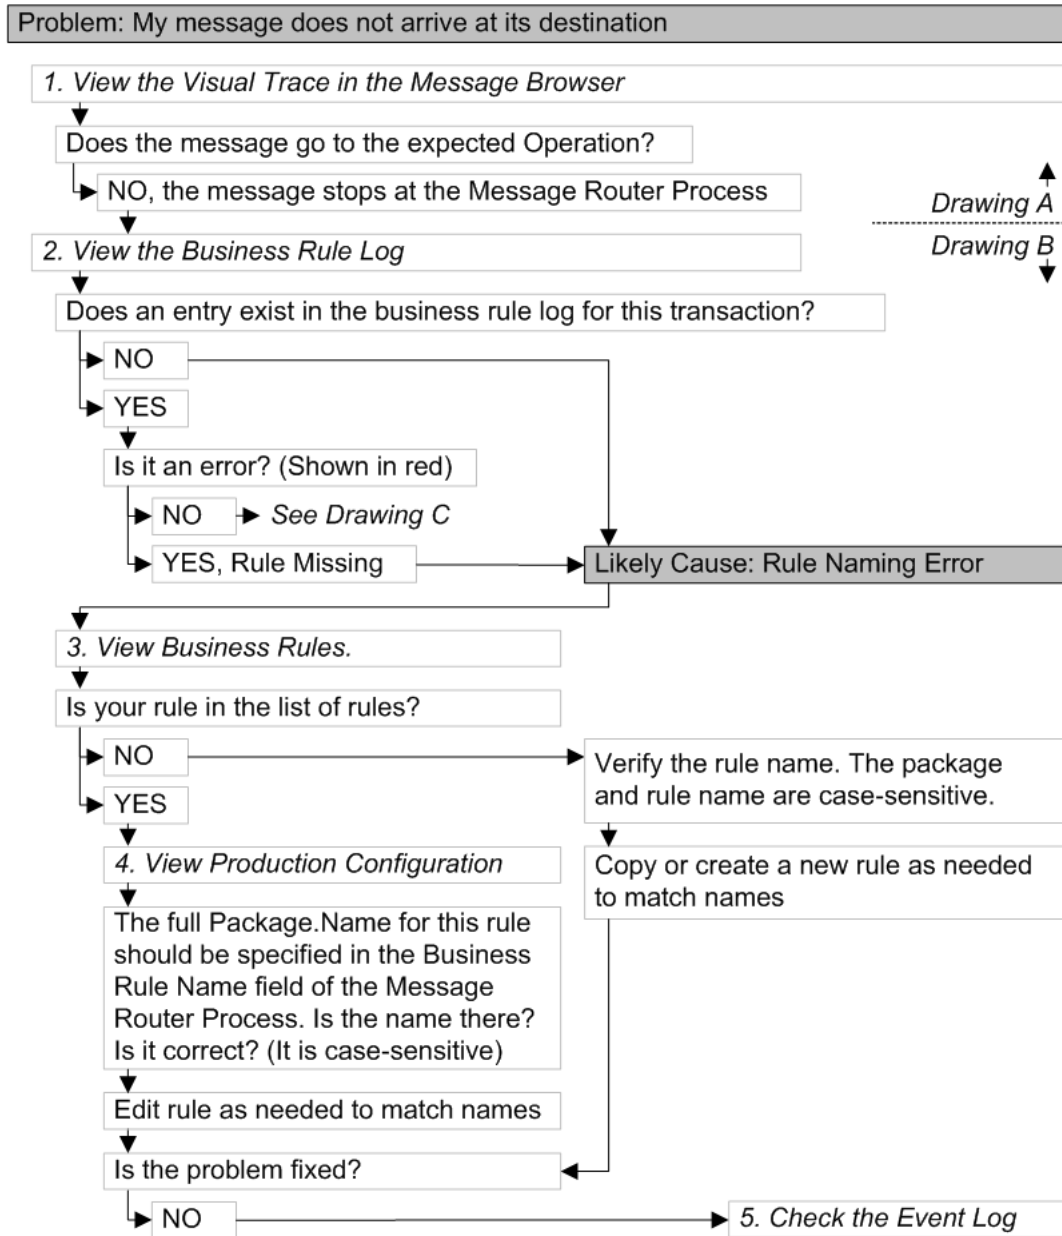 Problem: My message does not arrive at its destination
1. View the Visual Trace in the Message Browser
Does the message go to the expected Operation?
NO, the message stops at the Message Router Process
Drawing A
2. View the Business Rule Log
Drawing B
Does an entry exist in the business rule log for this transaction?
NO
YES
Is it an error? (Shown in red)
NO
See Drawing C
YES, Rule Missing
Likely Cause: Rule Naming Error
3. View Business Rules.
Is your rule in the list of rules?
NO
Verify the rule name. The package
and rule name are case-sensitive.
YES
4. View Production Configuration
Copy or create a new rule as needed
to match names
The full Package.Name for this rule
should be specified in the Business
Rule Name field of the Message
Router Process. Is the name there?
Is it correct? (It is case-sensitive)
Edit rule as needed to match names
Is the problem fixed?
NO
5. Check the Event Log